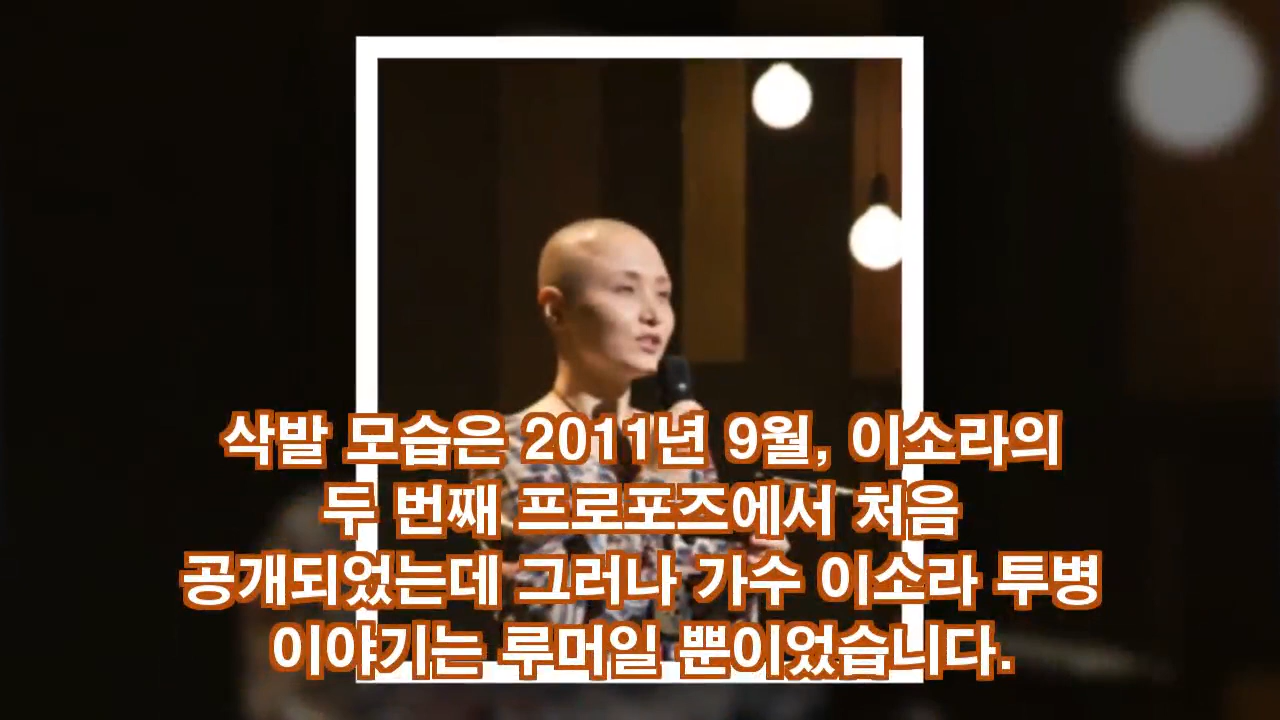 삭발 모습은 2011년 9월, 이소라의
두 번째 프로포즈에서 처음
공개되었는데 그러나 가수 이소라 투병
이야기는 루머일 뿐이었습니다.